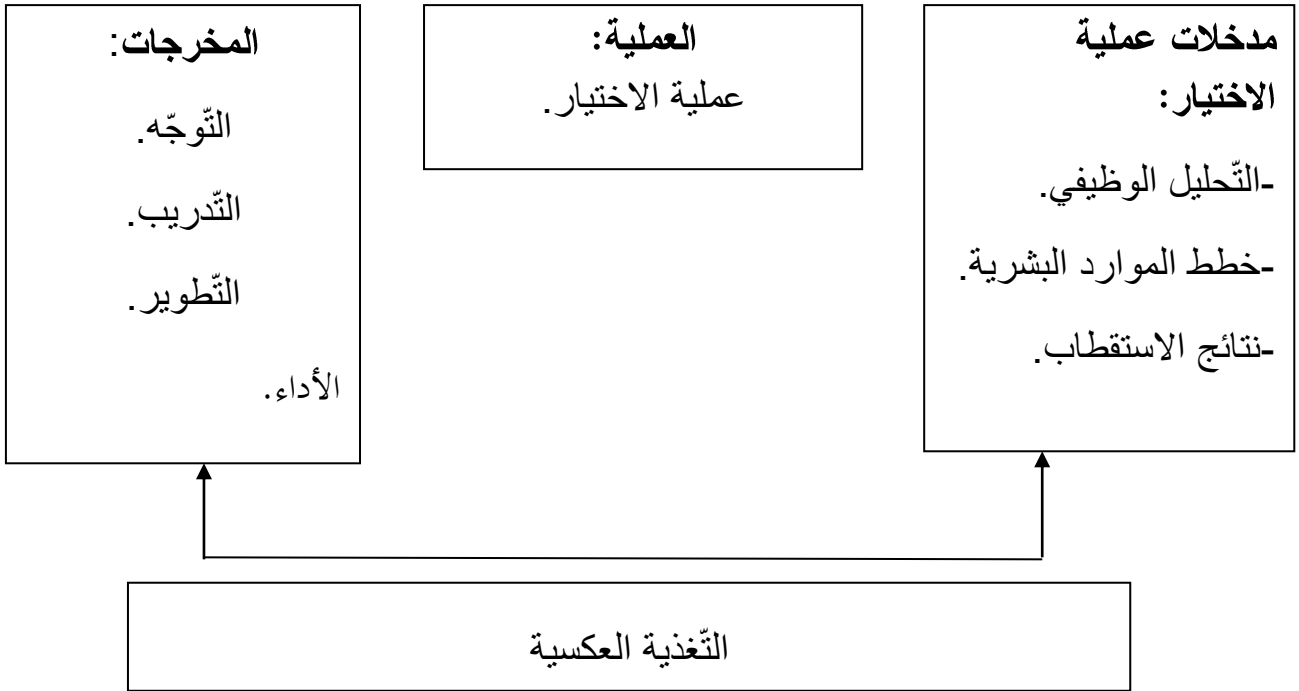 مدخلات عملية
الاختيار:
-التّحليل الوظيفي.
-خطط الموارد البشرية.
-نتائج الاستقطاب.
العملية:
عملية الاختيار.
المخرجات:
التّوجّه.
التّدريب.
التّطوير.
الأداء.
التّغذية العكسية